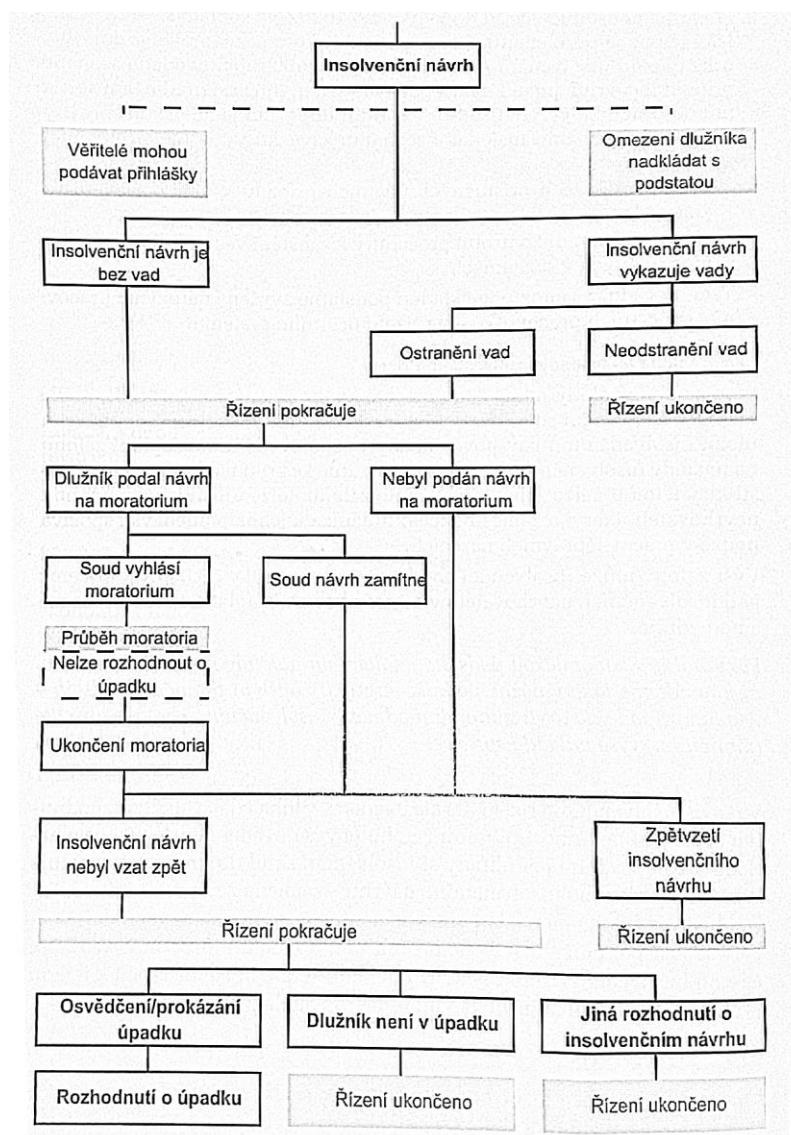 Insolvenční návrh
Věřitelé mohou
podávat přihlášky
Omezení dlužníka
nadkládat s
podstatou
Insolvenční návrh je
bez vad
Insolvenční návrh
vykazuje vady
Ostranění vad
Neodstranění vad
Řízení pokračuje
Řízení ukončeno
Dlužník podal návrh
na moratorium
Nebyl podán návrh
na moratorium
Soud vyhlásí
moratorium
Soud návrh zamítne
Průběh moratoria
Nelze rozhodnout o
úpadku
Ukončení moratoria
Insolvenční návrh
nebyl vzat zpět
Zpětvzetí
insolvenčního
návrhu
Řízení pokračuje
Řízení ukončeno
Osvědčení/prokázání
úpadku
Dlužník není v úpadku
Jiná rozhodnutí o
insolvenčním návrhu
Rozhodnutí o úpadku
Řízení ukončeno
Řízení ukončeno